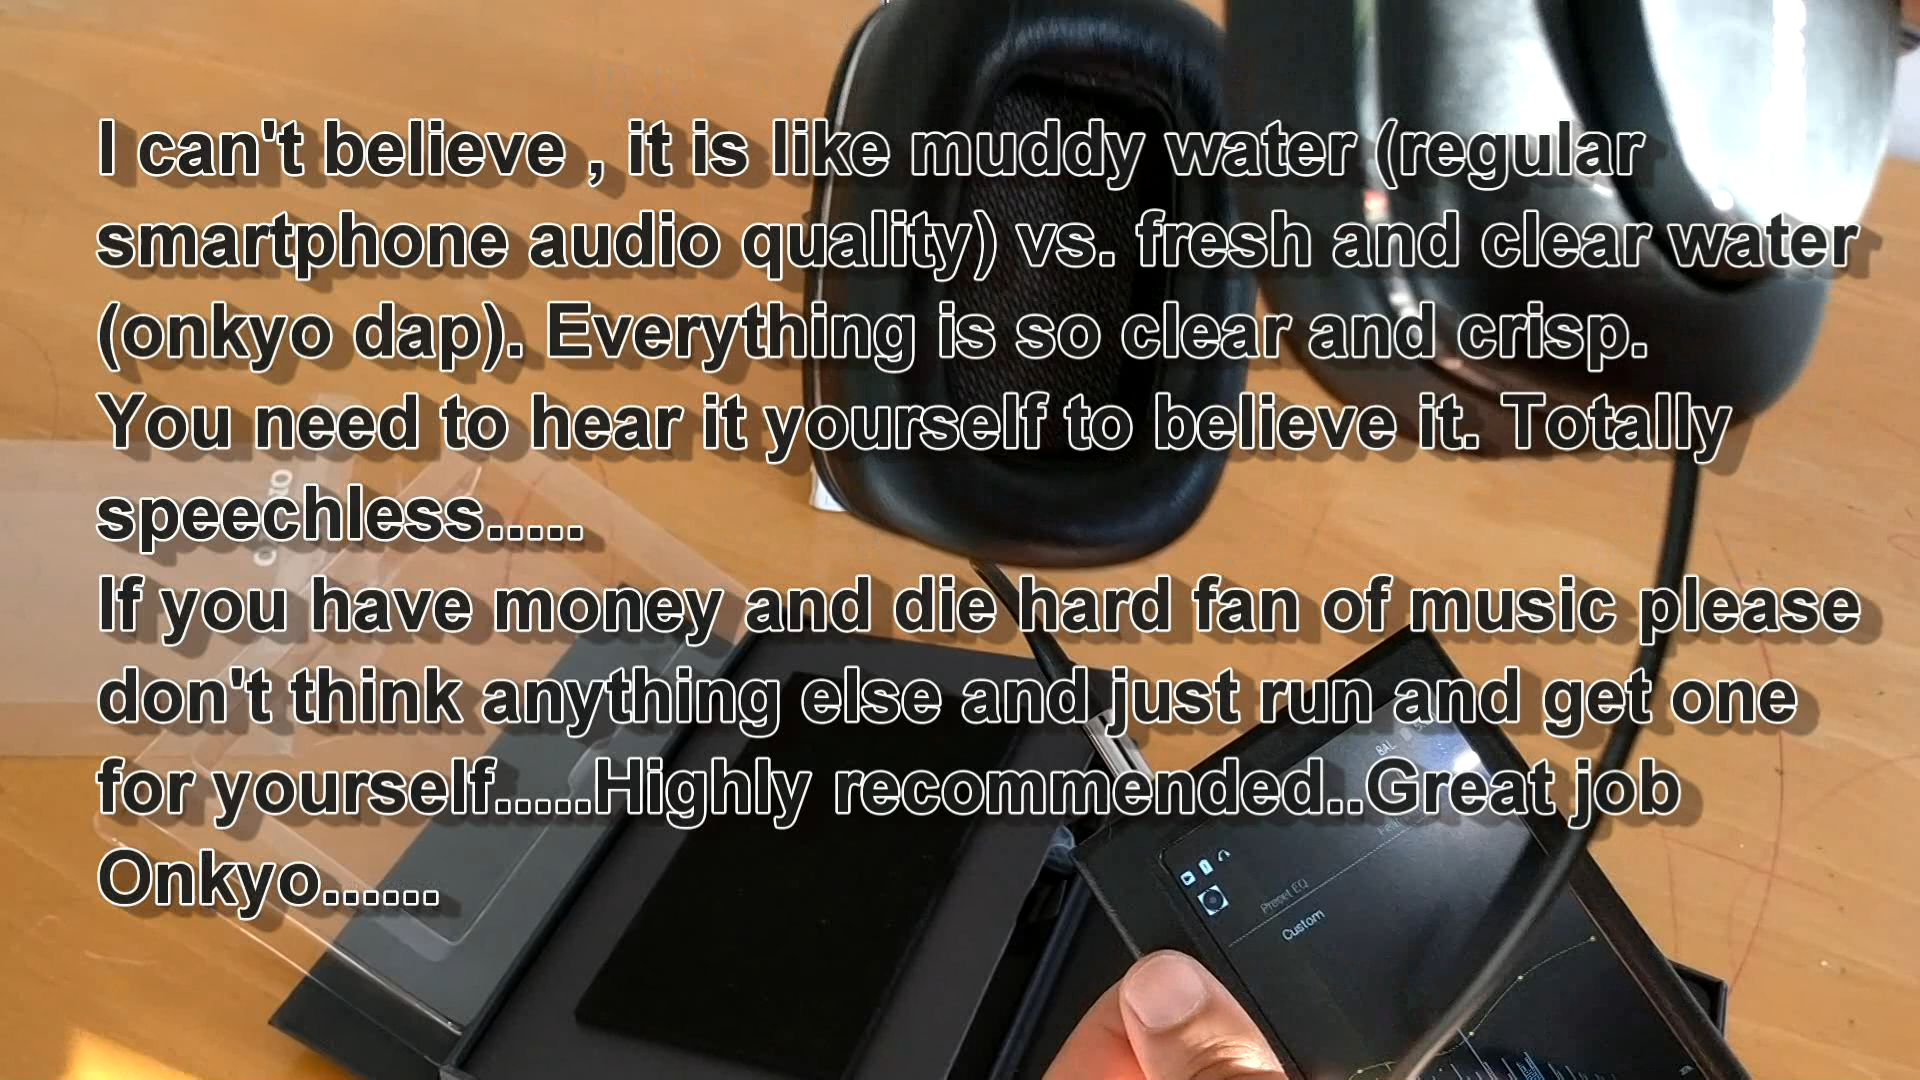 I can't believe , it is like muddy water (regular
smartphone audio quality) vs. fresh and clear water
(onkyo dap). Everything is so clear and crisp.
You need to hear it yourself to believe it. Totally
speechless.....
If you have money and die hard fan of music please
don't think anything else and just run and get one
for yourself.....Highly recommended..Great job
Onkyo......
BAL
Preset EQ
Custom